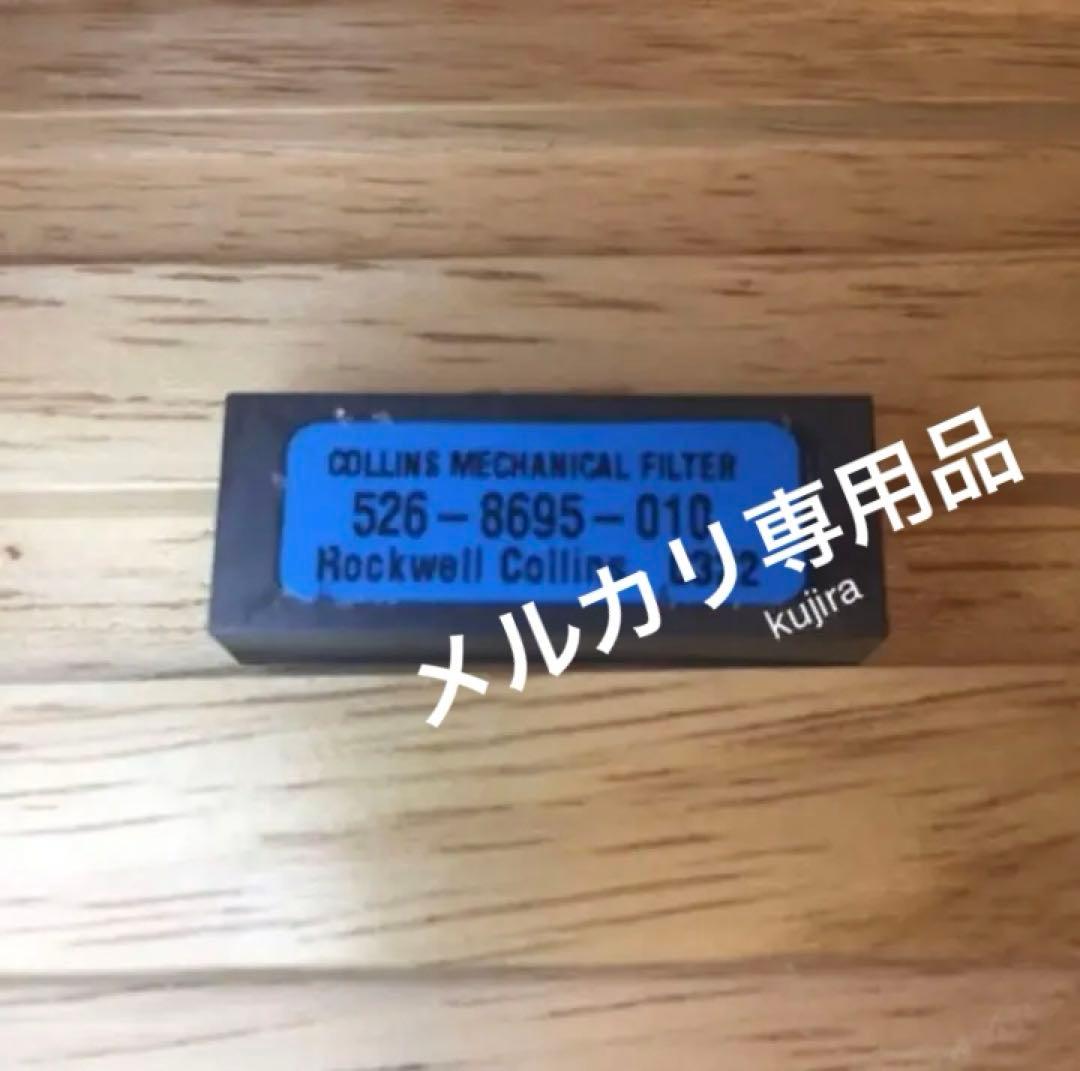 COLLINS MECHANICAL FILTER
526-8695-010
Rockwell Collins
メルカリ専用品
kujira